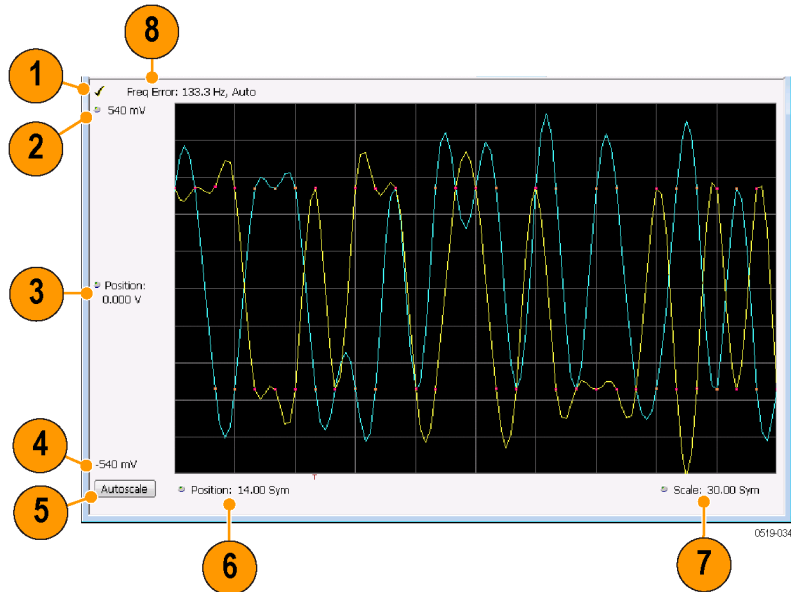 8
1
Freq Error: 133.3 Hz, Auto
540 mV
2
3
Position:
0.000 V
4
-540 mV
T
5
Autoscale
Position: 14.00 Sym
Scale: 30.00 Sym
0519-034
6
7